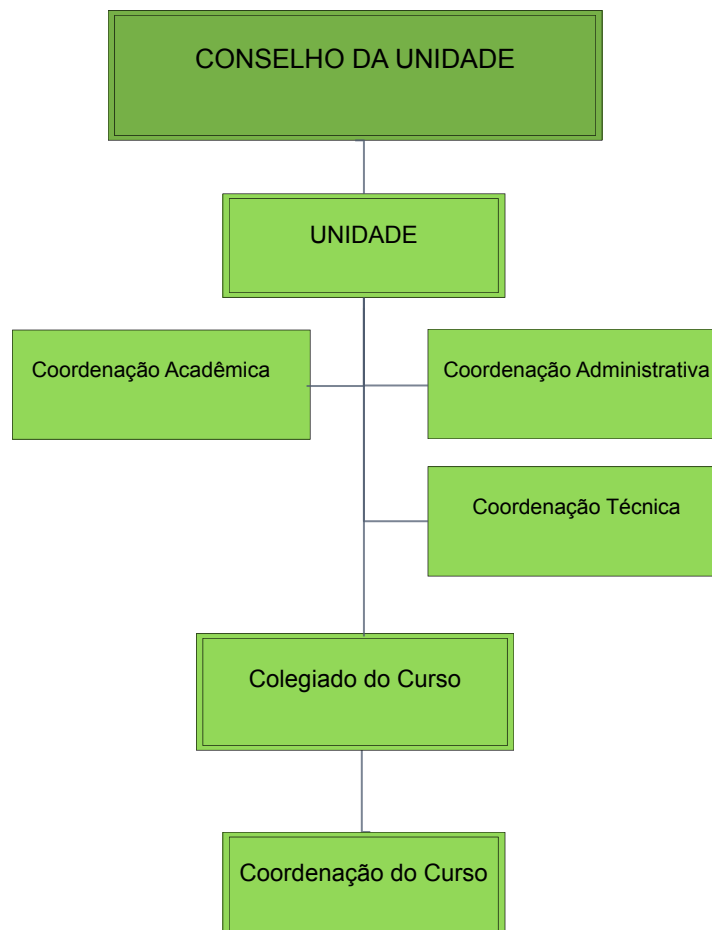 CONSELHO DA UNIDADE
UNIDADE
Coordenação Acadêmica
Coordenação Administrativa
Coordenação Técnica
Colegiado do Curso
Coordenação do Curso